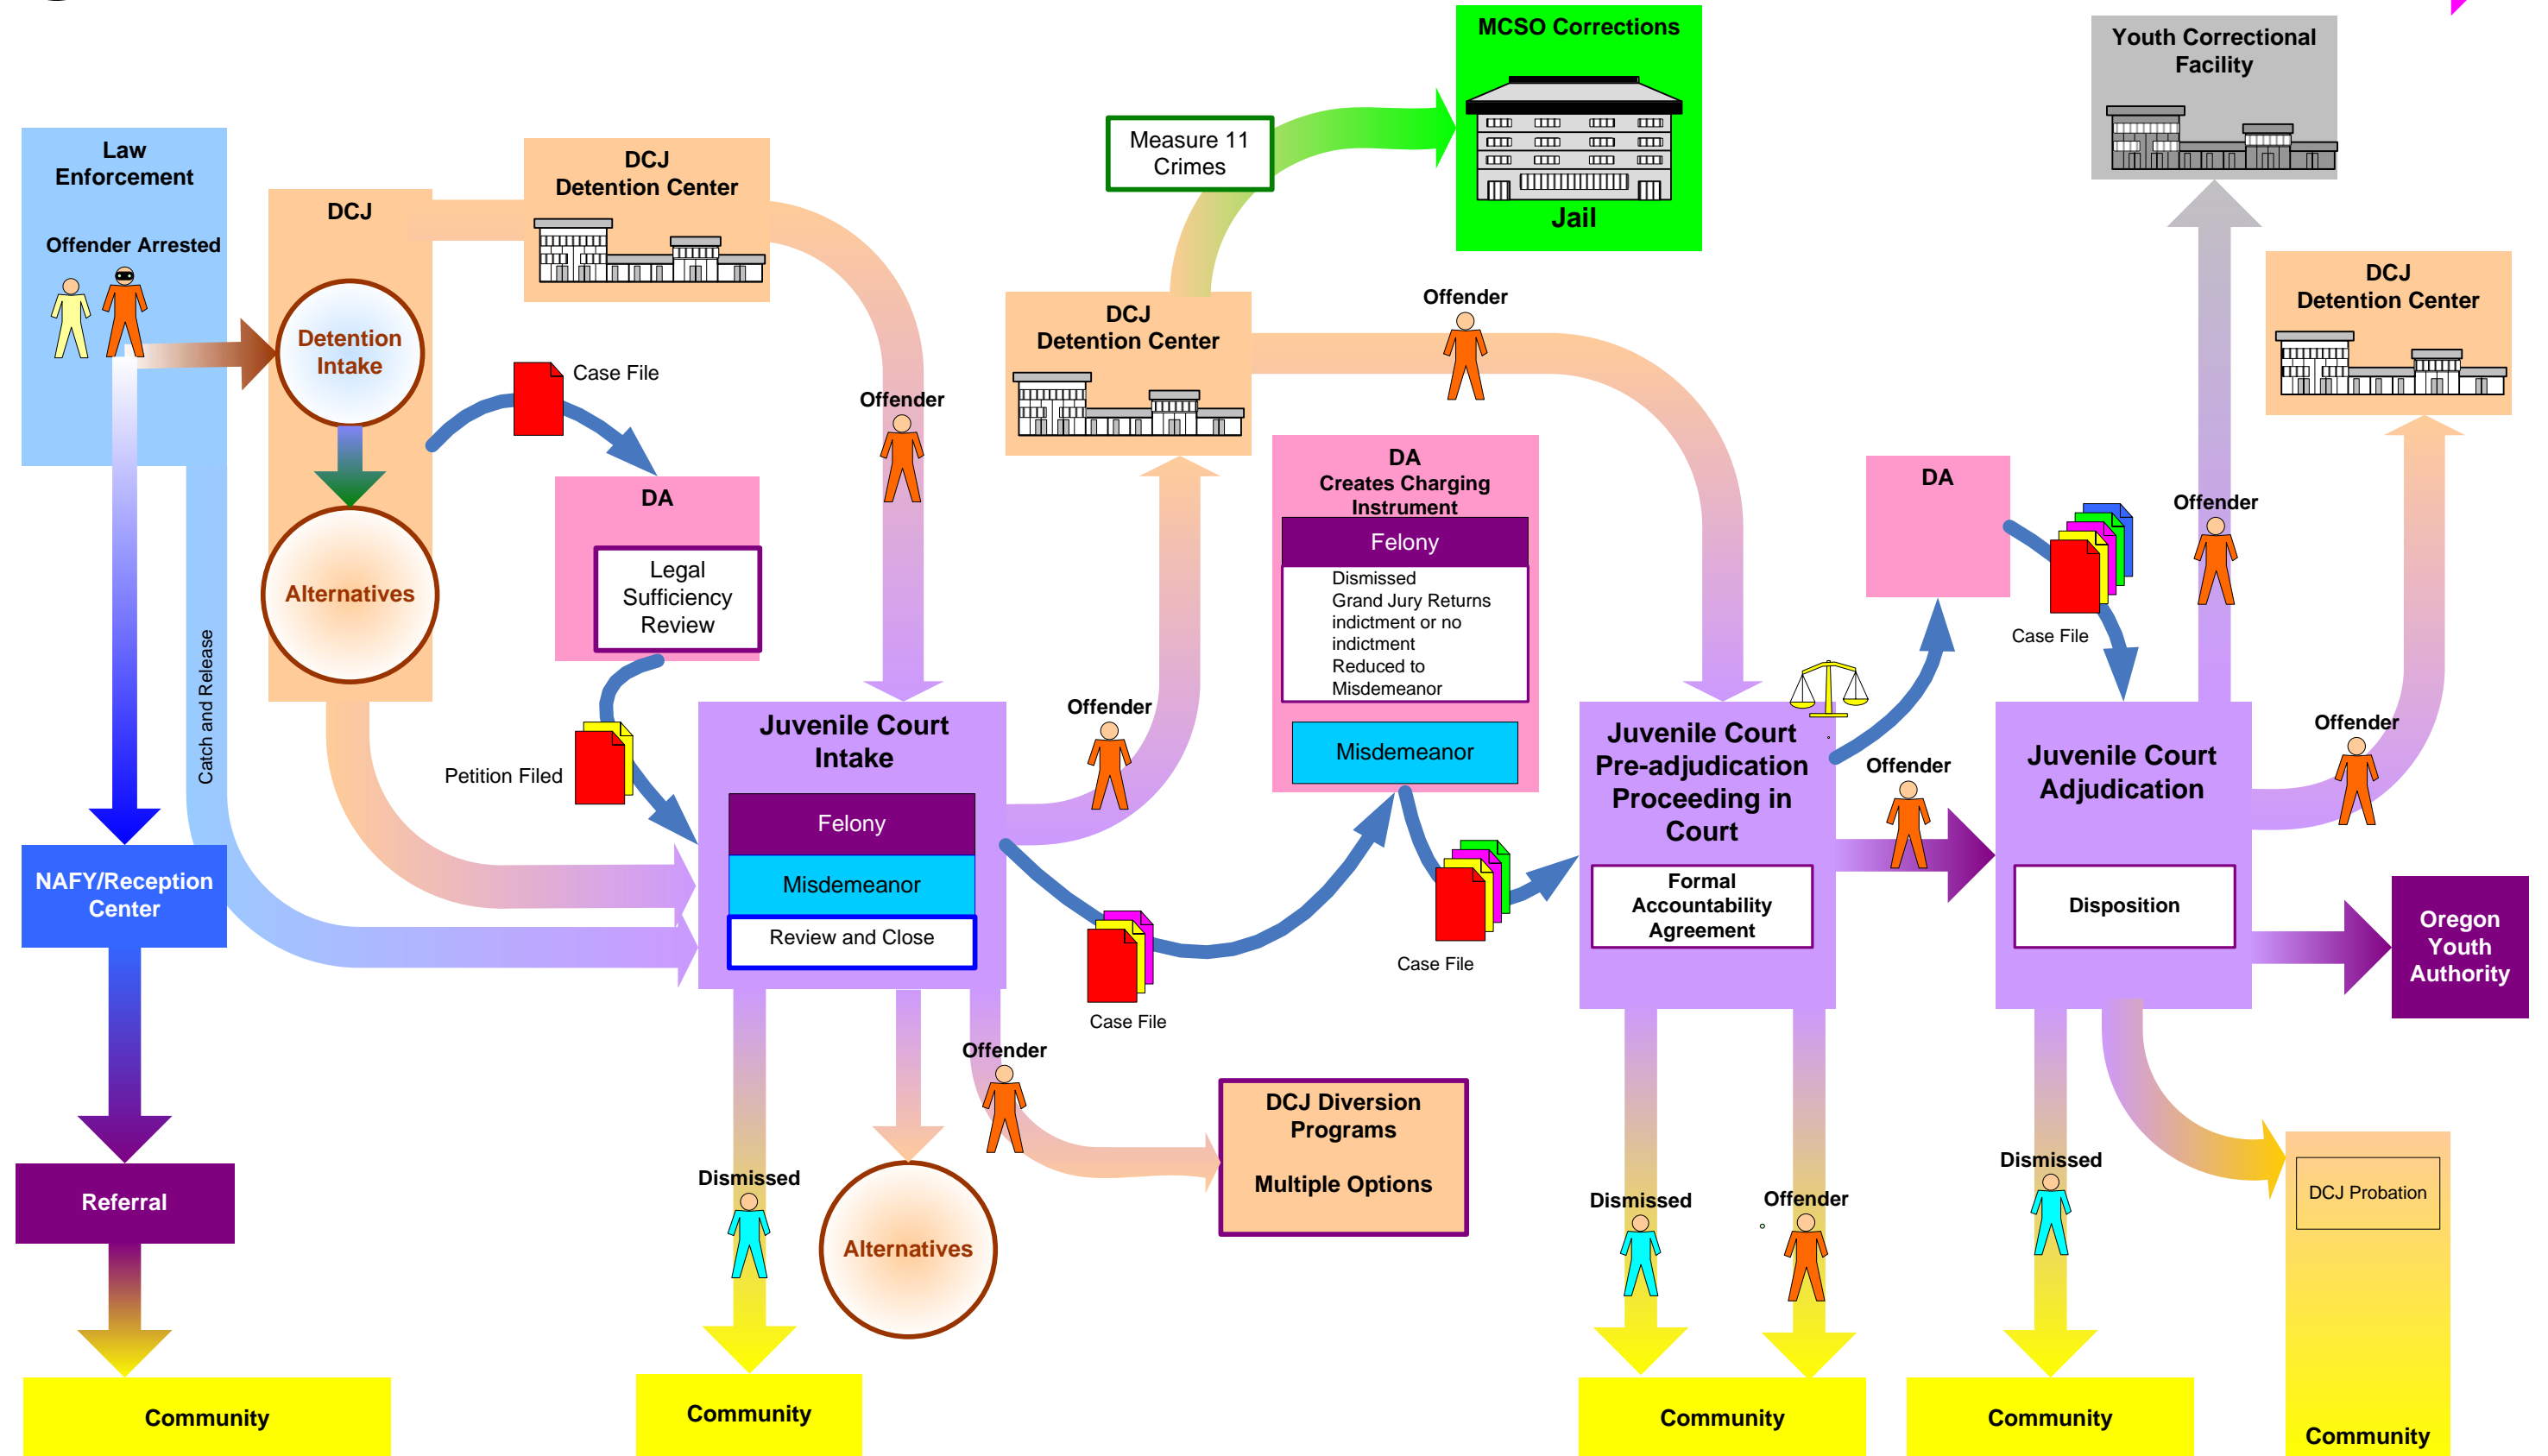 MCSO Corrections
Jail
Youth Correctional
Facility
Measure 11
Crimes
Law
Enforcement
Offender Arrested
DCJ
DCJ
Detention Center
Detention
Intake
Alternatives
Case File
DA
Legal
Sufficiency
Review
Petition Filed
Catch and Release
Offender
DCJ
Detention Center
Offender
DCJ
Detention Center
DA
Creates Charging
Instrument
Felony
Dismissed
Grand Jury Returns
indictment or no
indictment
Reduced to
Misdemeanor
Misdemeanor
DA
Case File
Offender
Offender
Offender
Offender
Juvenile Court
Intake
Felony
Misdemeanor
Review and Close
Case File
Case File
Juvenile Court
Pre-adjudication
Proceeding in
Court
Formal
Accountability
Agreement
Juvenile Court
Adjudication
Disposition
Oregon
Youth
Authority
NAFY/Reception
Center
Referral
Community
Dismissed
Community
Alternatives
Offender
DCJ Diversion
Programs
Multiple Options
Dismissed
Offender
Community
Dismissed
Community
DCJ Probation
Community